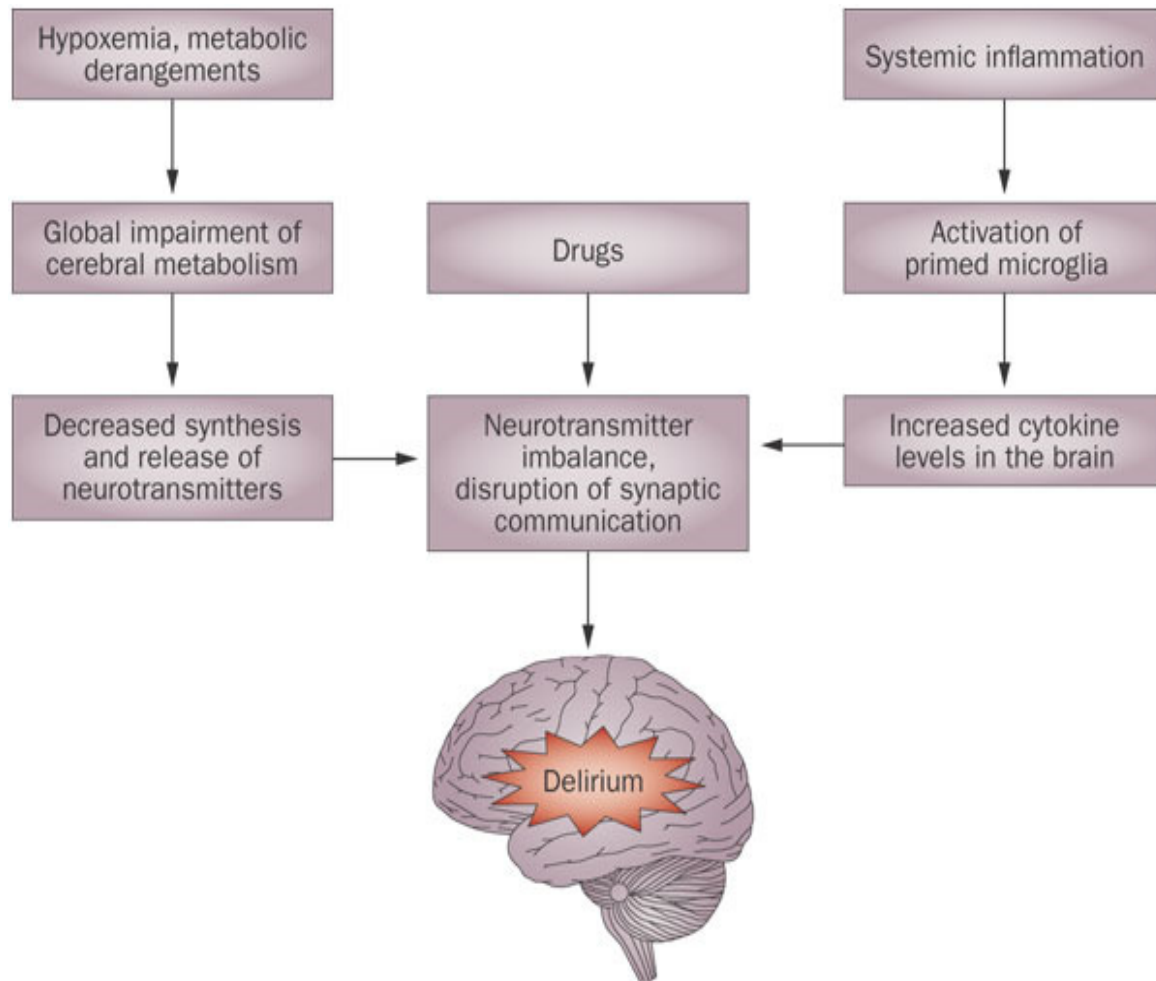 Hypoxemia, metabolic
derangements
Systemic inflammation
Global impairment of
cerebral metabolism
Drugs
Activation of
primed microglia
Decreased synthesis
and release of
neurotransmitters
Neurotransmitter
imbalance,
disruption of synaptic
communication
Increased cytokine
levels in the brain
Delirium